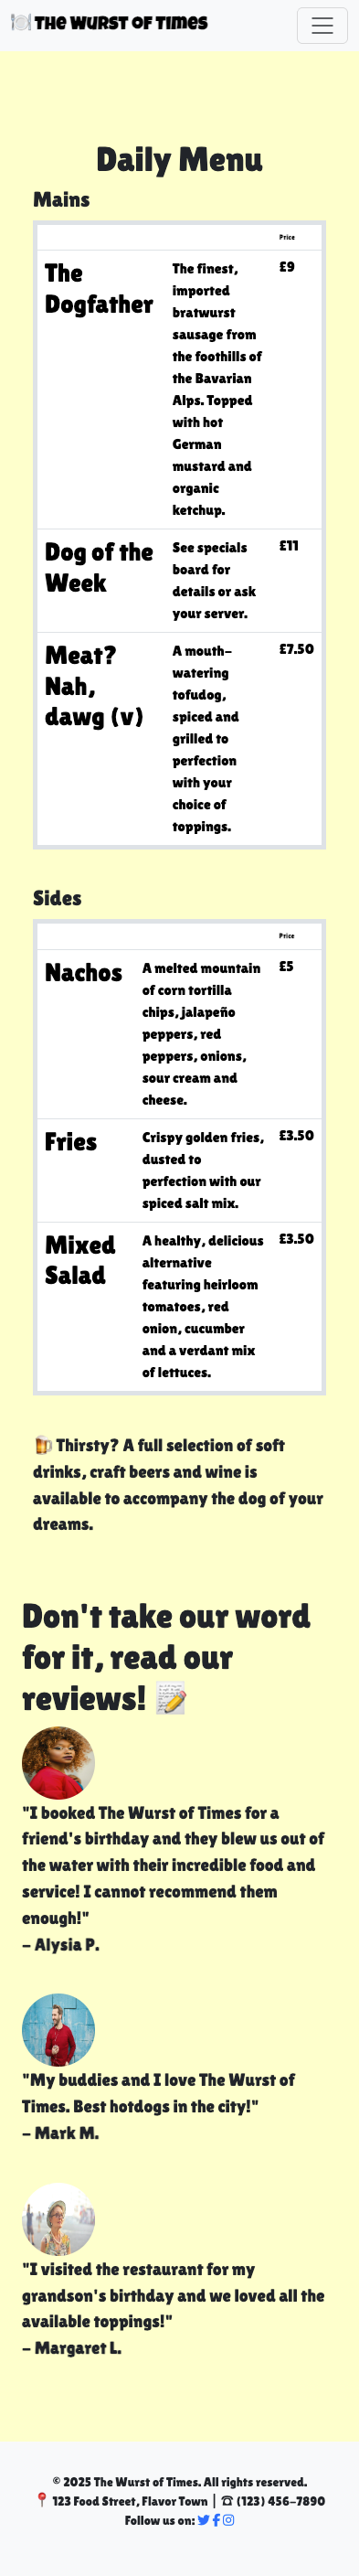 🍽️ THE WURST OF TIMES
Daily Menu
Mains
Price
The
Dogfather
The finest,
imported
bratwurst
sausage from
the foothills of
the Bavarian
Alps. Topped
with hot
German
mustard and
organic
ketchup.
£9
Dog of the
Week
See specials
board for
details or ask
your server.
£11
Meat?
Nah,
dawg (v)
A mouth-
watering
tofudog,
spiced and
grilled to
perfection
with your
choice of
toppings.
£7.50
Sides
Price
Nachos
A melted mountain
of corn tortilla
chips, jalapeño
peppers, red
peppers, onions,
sour cream and
cheese.
£5
Fries
Crispy golden fries,
dusted to
perfection with our
spiced salt mix.
£3.50
Mixed
Salad
A healthy, delicious
alternative
featuring heirloom
tomatoes, red
onion, cucumber
and a verdant mix
of lettuces.
£3.50
🍺 Thirsty? A full selection of soft
drinks, craft beers and wine is
available to accompany the dog of your
dreams.
Don't take our word
for it, read our
reviews! 📝
"I booked The Wurst of Times for a
friend's birthday and they blew us out of
the water with their incredible food and
service! I cannot recommend them
enough!"
- Alysia P.
"My buddies and I love The Wurst of
Times. Best hotdogs in the city!"
- Mark M.
"I visited the restaurant for my
grandson's birthday and we loved all the
available toppings!"
- Margaret L.
© 2025 The Wurst of Times. All rights reserved.
📍 123 Food Street, Flavor Town | ☎ (123) 456-7890
Follow us on: